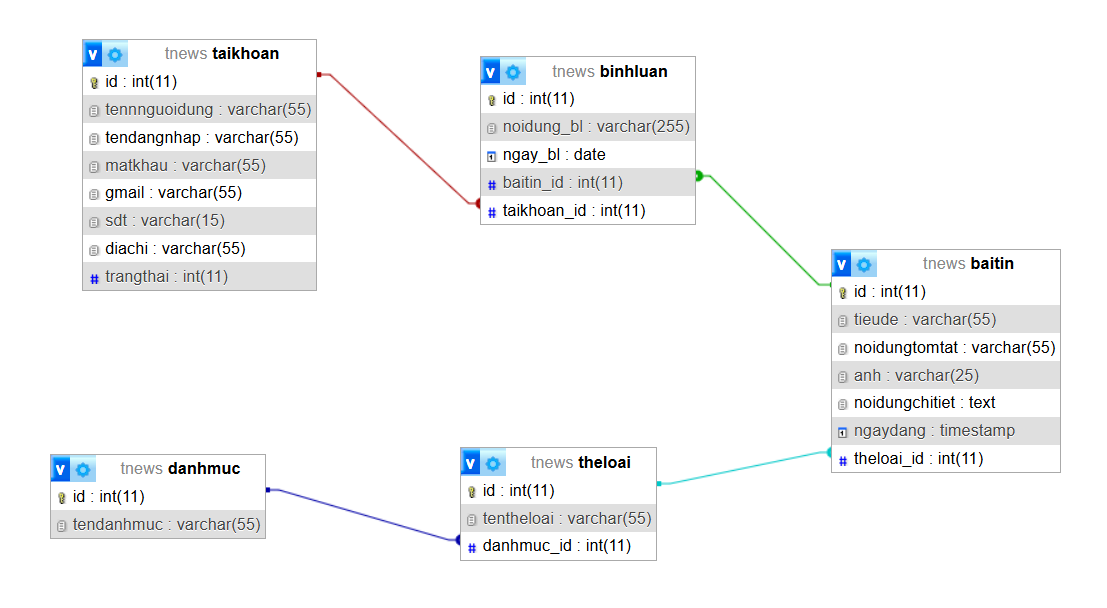 v tnews taikhoan
id : int(11)
tennnguoidung : varchar(55)
tendangnhap : varchar(55)
matkhau : varchar(55)
gmail : varchar(55)
sdt : varchar(15)
diachi : varchar(55)
# trangthai : int(11)
v tnews binhluan
id : int(11)
noidung_bl : varchar(255)
ngay_bl : date
# baitin_id : int(11)
# taikhoan_id : int(11)
v tnews baitin
id : int(11)
tieude : varchar(55)
noidungtomtat : varchar(55)
anh : varchar(25)
noidungchitiet : text
ngaydang : timestamp
# theloai_id : int(11)
v tnews danhmuc
id : int(11)
tendanhmuc : varchar(55)
v tnews theloai
id : int(11)
tentheloai : varchar(55)
# danhmuc_id : int(11)